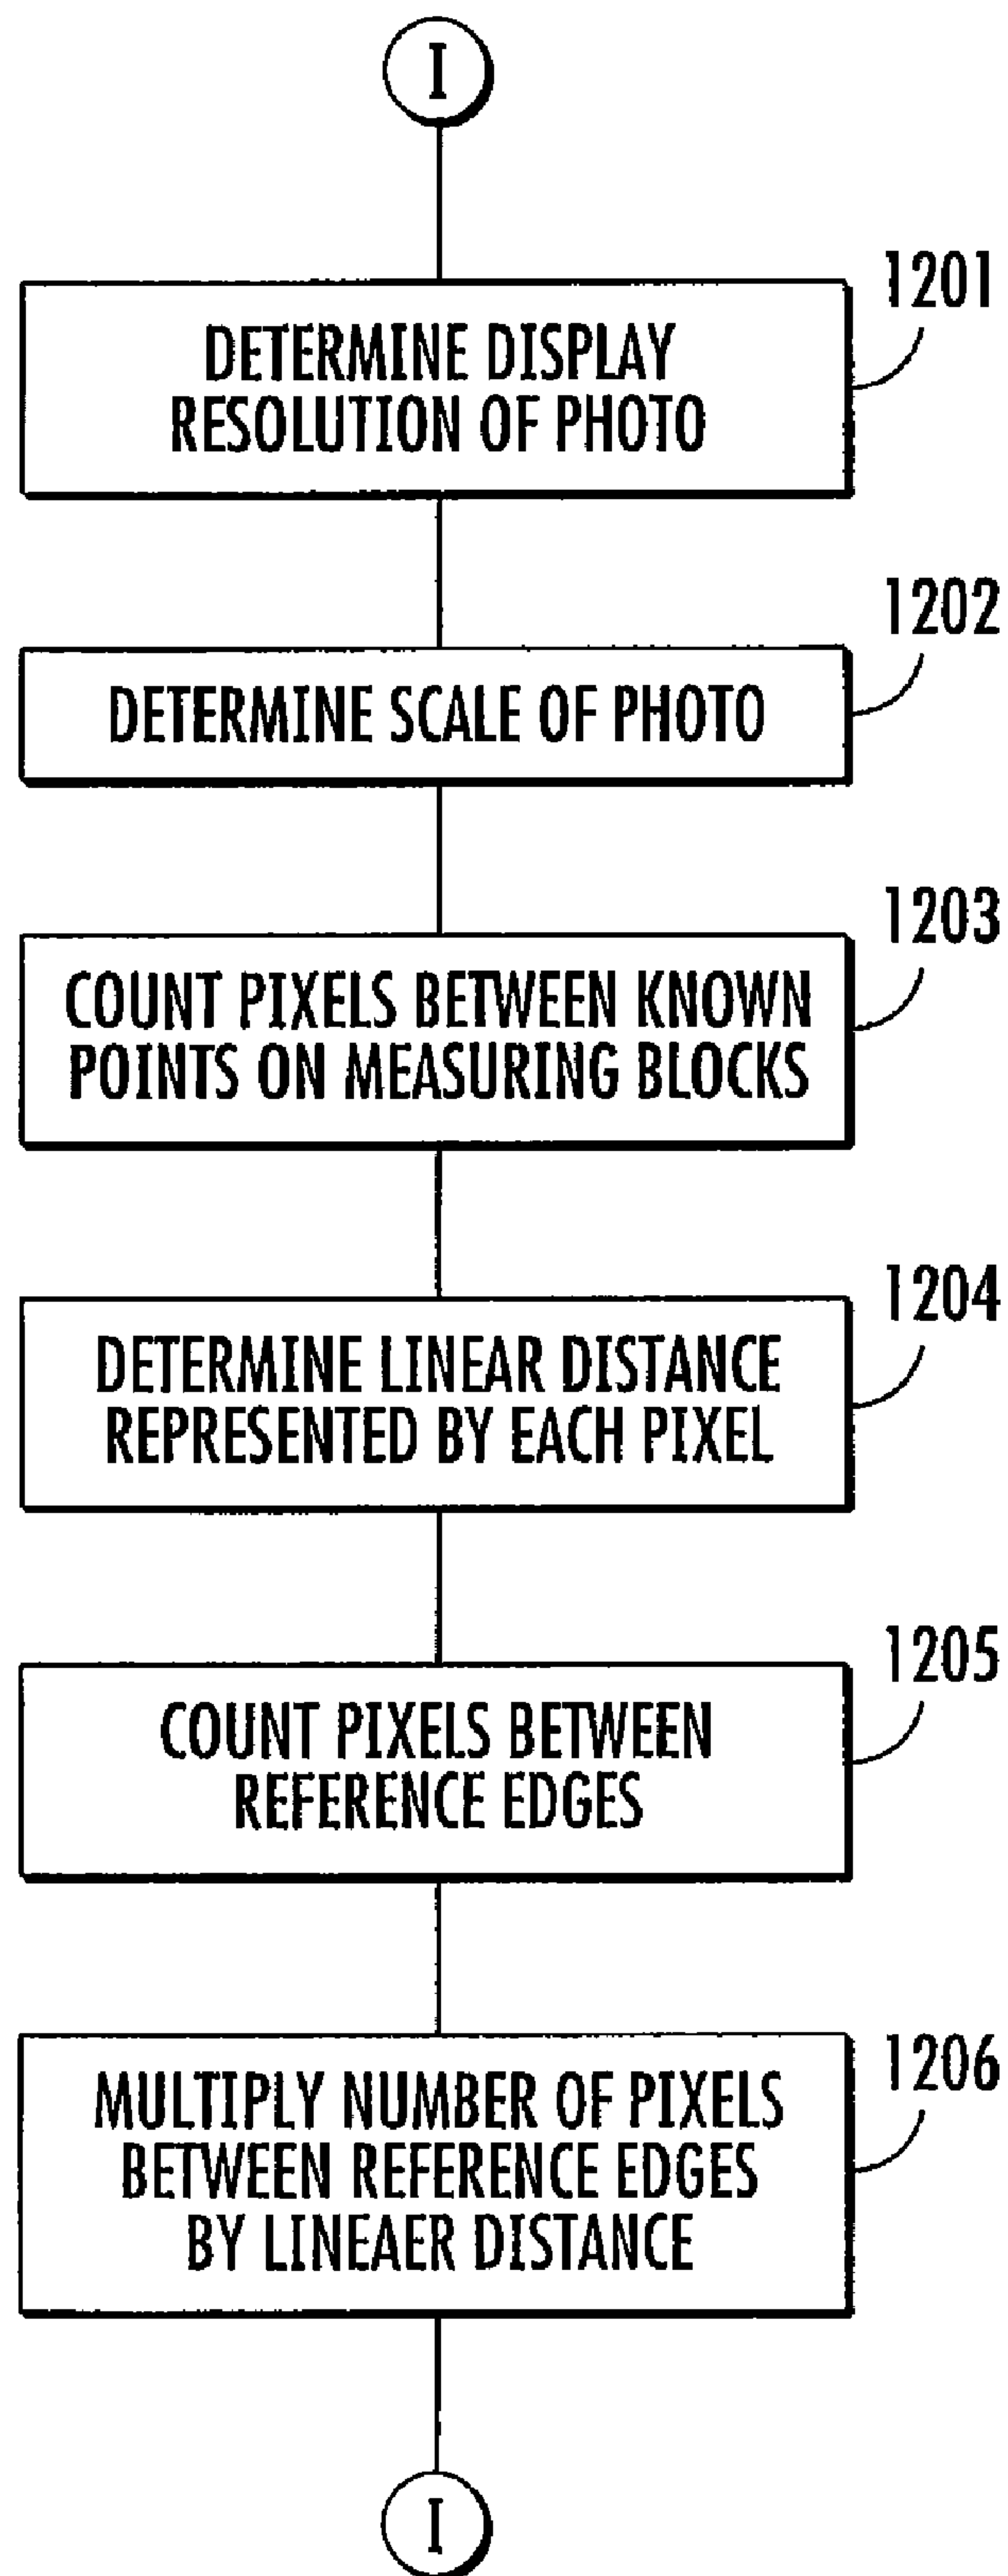 I
1201
DETERMINE DISPLAY
RESOLUTION OF PHOTO
1202
DETERMINE SCALE OF PHOTO
1203
COUNT PIXELS BETWEEN KNOWN
POINTS ON MEASURING BLOCKS
1204
DETERMINE LINEAR DISTANCE
REPRESENTED BY EACH PIXEL
1205
COUNT PIXELS BETWEEN
REFERENCE EDGES
1206
MULTIPLY NUMBER OF PIXELS
BETWEEN REFERENCE EDGES
BY LINEAER DISTANCE
I